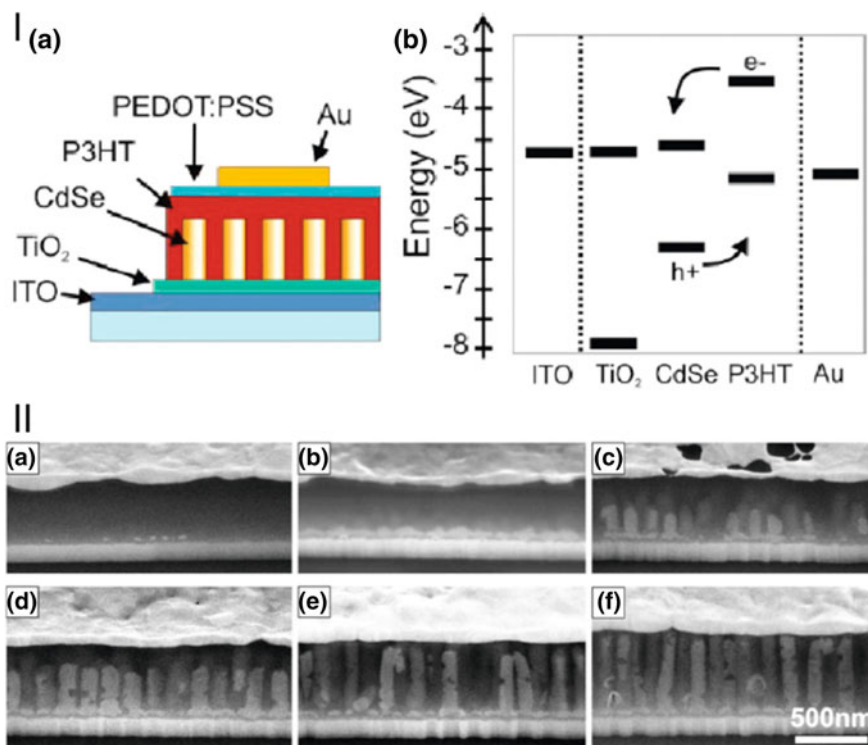 I
(a)
PEDOT:PSS
Au
P3HT
CdSe
TiO₂
ITO
(b)
Energy (eV)
-3
-4
-5
-6
-7
-8
e-
h+
ITO TiO₂ CdSe P3HT Au
II
(a) (b) (c)
(d) (e) (f)
500nm